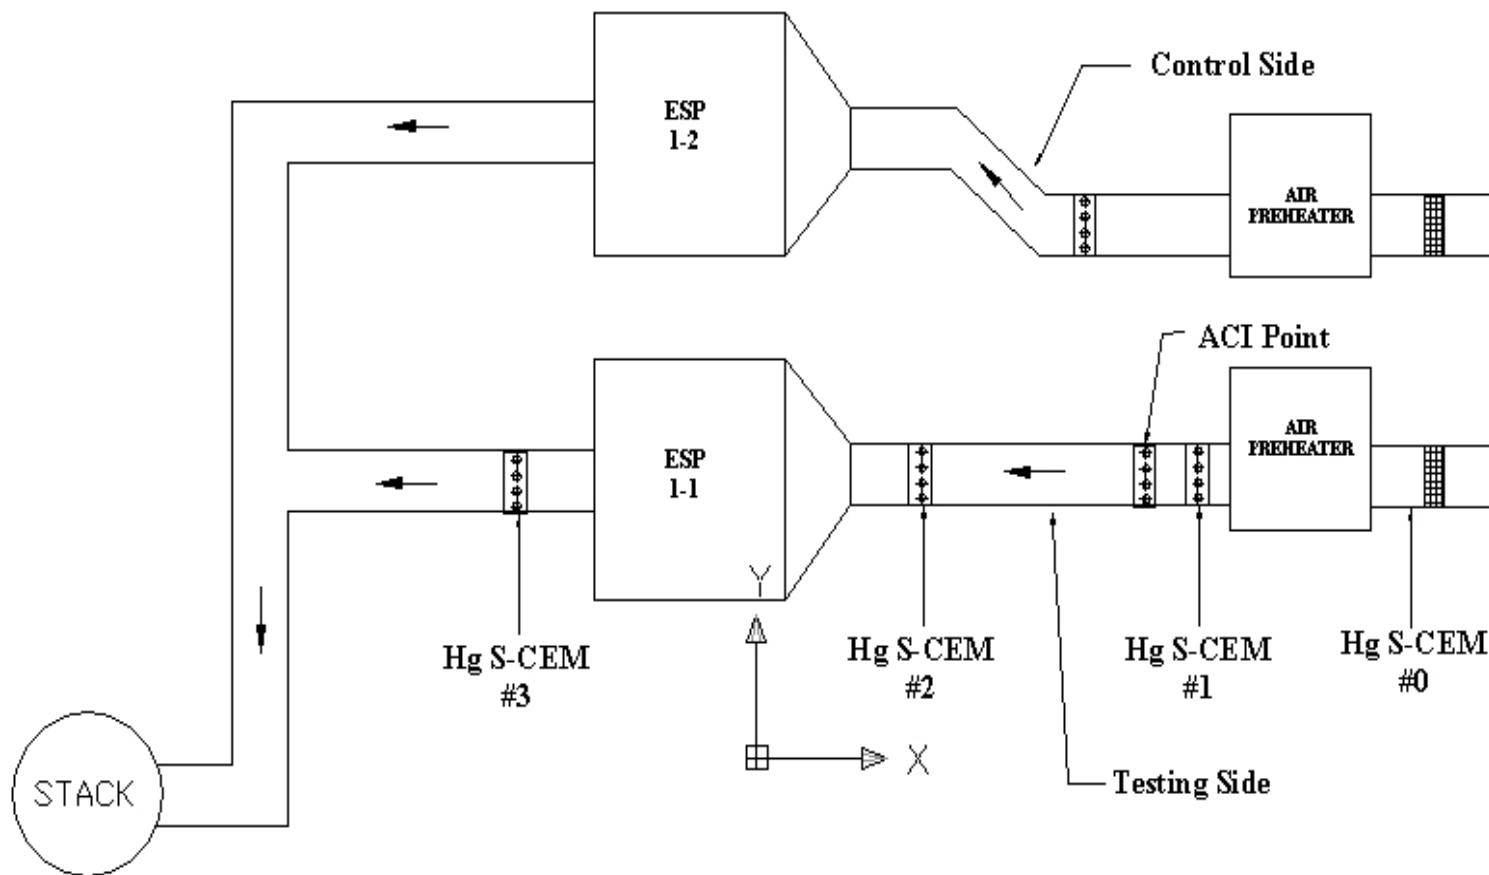 Control Side
ESP
1-2
AIR
PREHEATER
ACI Point
ESP
1-1
AIR
PREHEATER
Y
Hg S-CEM
#3
Hg S-CEM
#2
Hg S-CEM
#1
Hg S-CEM
#0
X
Testing Side
STACK